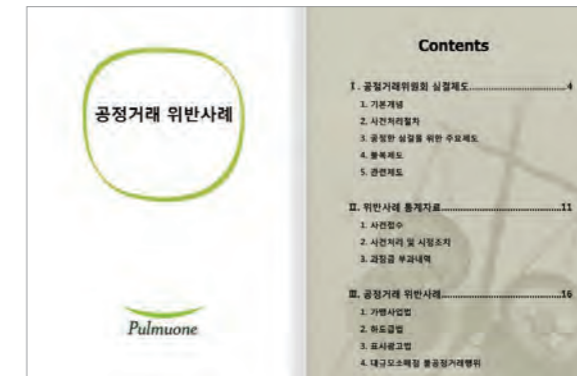 공정거래 위반사례
Pulmuone
Contents
Ⅰ. 공정거래위원회 심결제도 4
1. 기본개념
2. 사건처리절차
3. 공정한 심결을 위한 주요제도
4. 불복제도
5. 관련제도
Ⅱ. 위반사례 통계자료 11
1. 사건접수
2. 사건처리 및 시정조치
3. 과징금 부과내역
Ⅲ. 공정거래 위반사례 16
1. 가맹사업법
2. 하도급법
3. 표시광고법
4. 대규모소매점 불공정거래행위